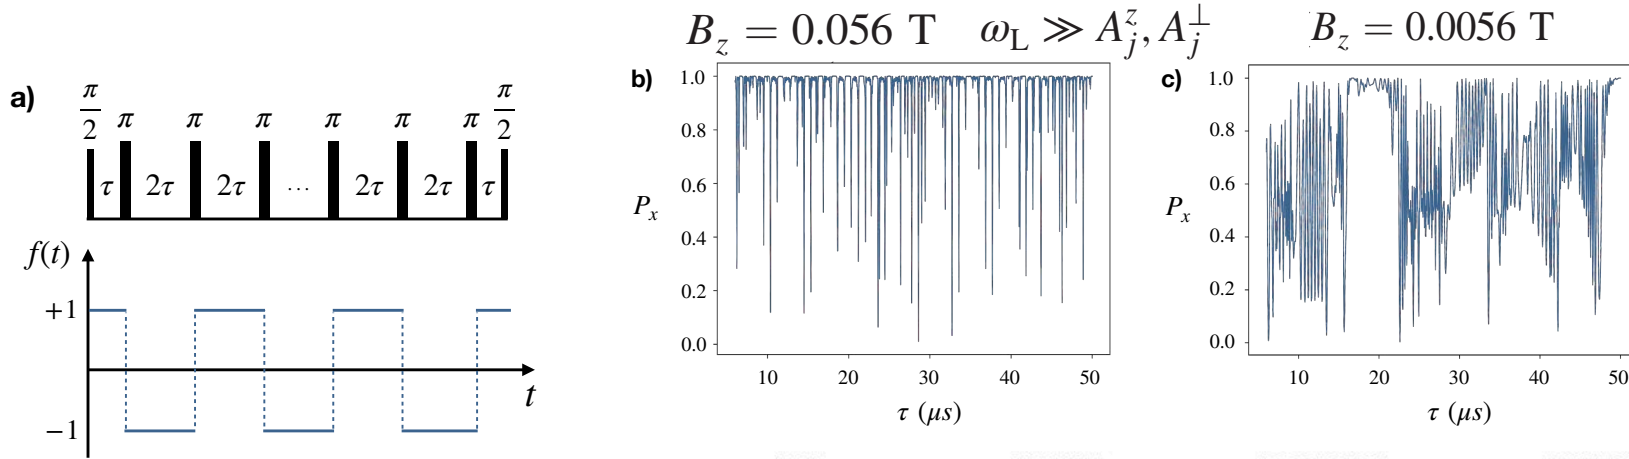 B_z = 0.056 T   ω_L ≫ A_j^z, A_j^⊥   B_z = 0.0056 T
a)
π/2 π π π π π π π/2
τ 2τ 2τ ... 2τ 2τ τ
f(t)
+1
−1
t
b)
1.0
0.8
0.6
0.4
0.2
0.0
P_x
10 20 30 40 50
τ (μs)
c)
1.0
0.8
0.6
0.4
0.2
0.0
P_x
10 20 30 40 50
τ (μs)